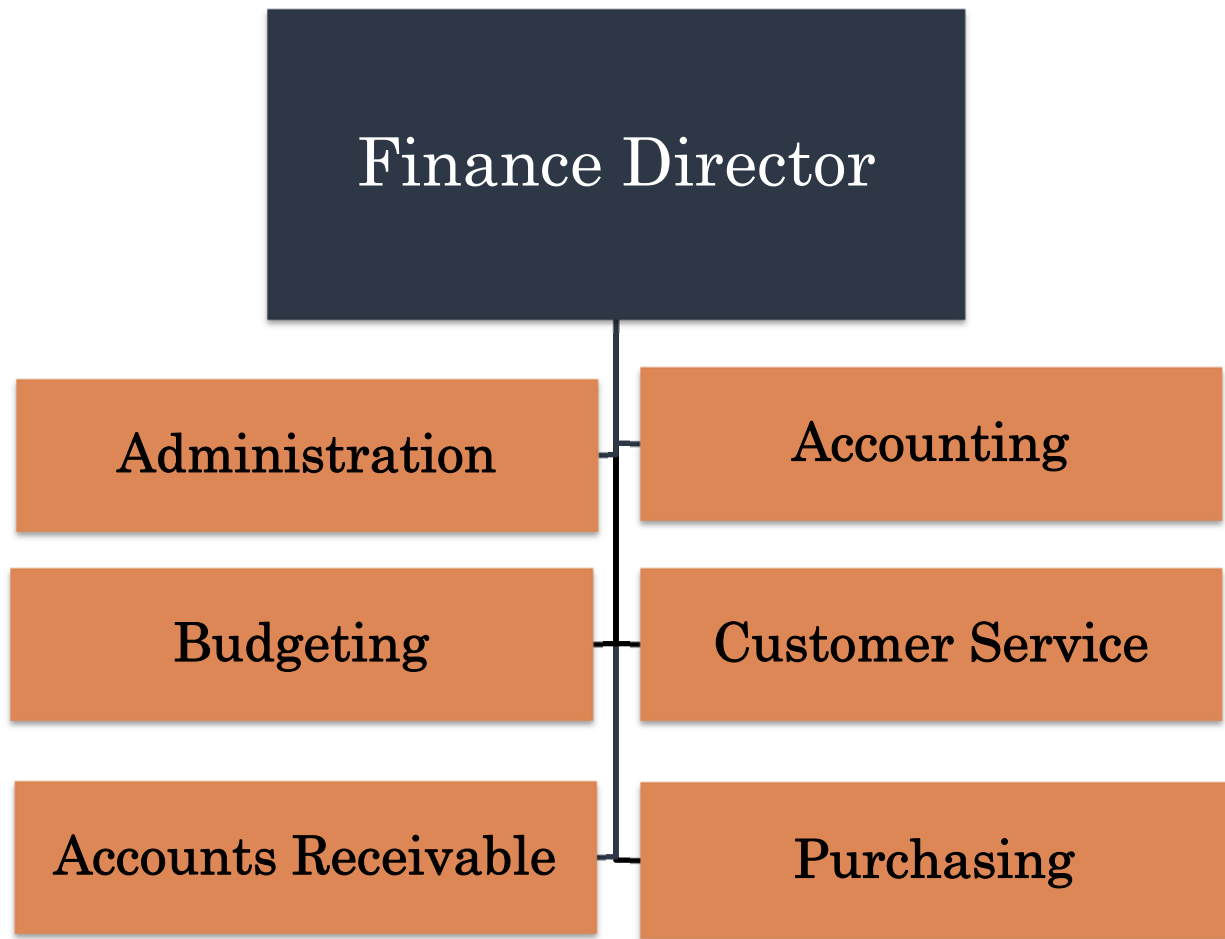 Finance Director
Administration
Accounting
Budgeting
Customer Service
Accounts Receivable
Purchasing